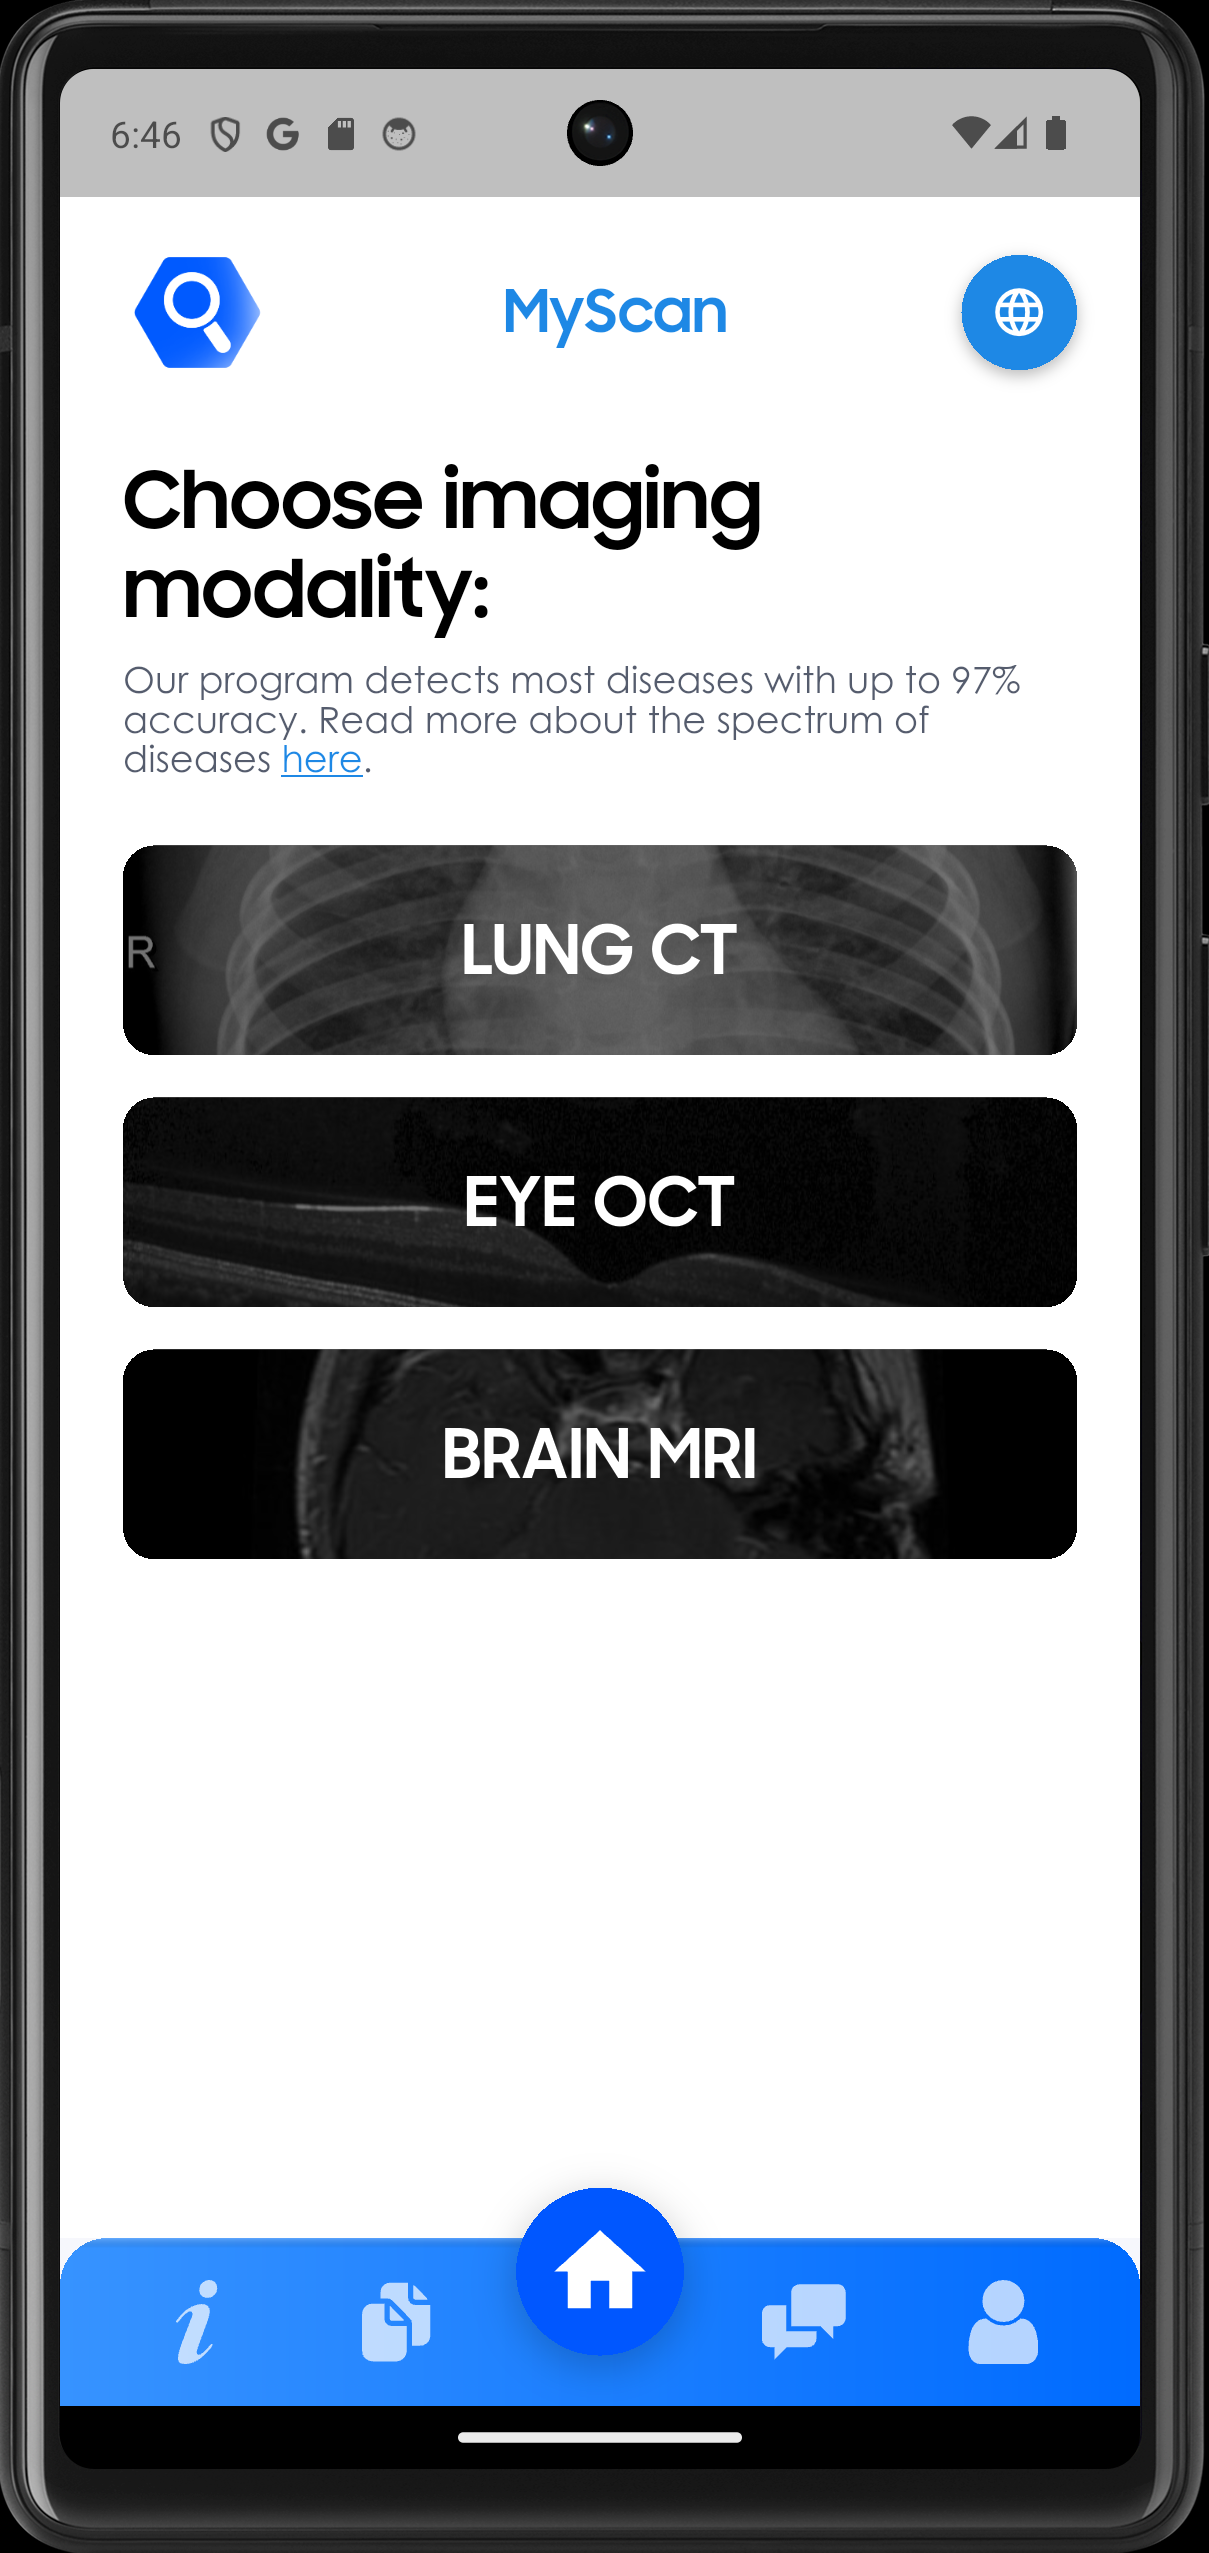 6:46
MyScan
Choose imaging
modality:
Our program detects most diseases with up to 97%
accuracy. Read more about the spectrum of
diseases here.
R
LUNG CT
EYE OCT
BRAIN MRI